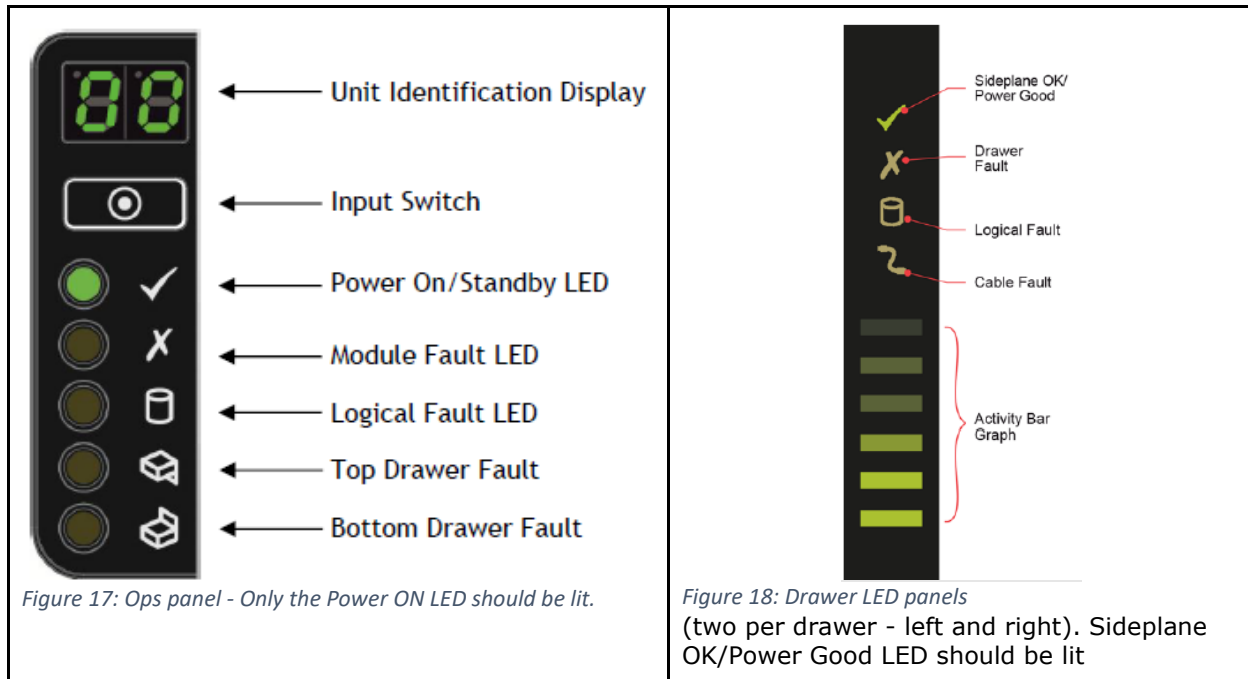 00
Unit Identification Display
Input Switch
Power On/Standby LED
Module Fault LED
Logical Fault LED
Top Drawer Fault
Bottom Drawer Fault
Figure 17: Ops panel - Only the Power ON LED should be lit.
Sideplane OK/
Power Good
Drawer
Fault
Logical Fault
Cable Fault
Activity Bar
Graph
Figure 18: Drawer LED panels
(two per drawer - left and right). Sideplane
OK/Power Good LED should be lit